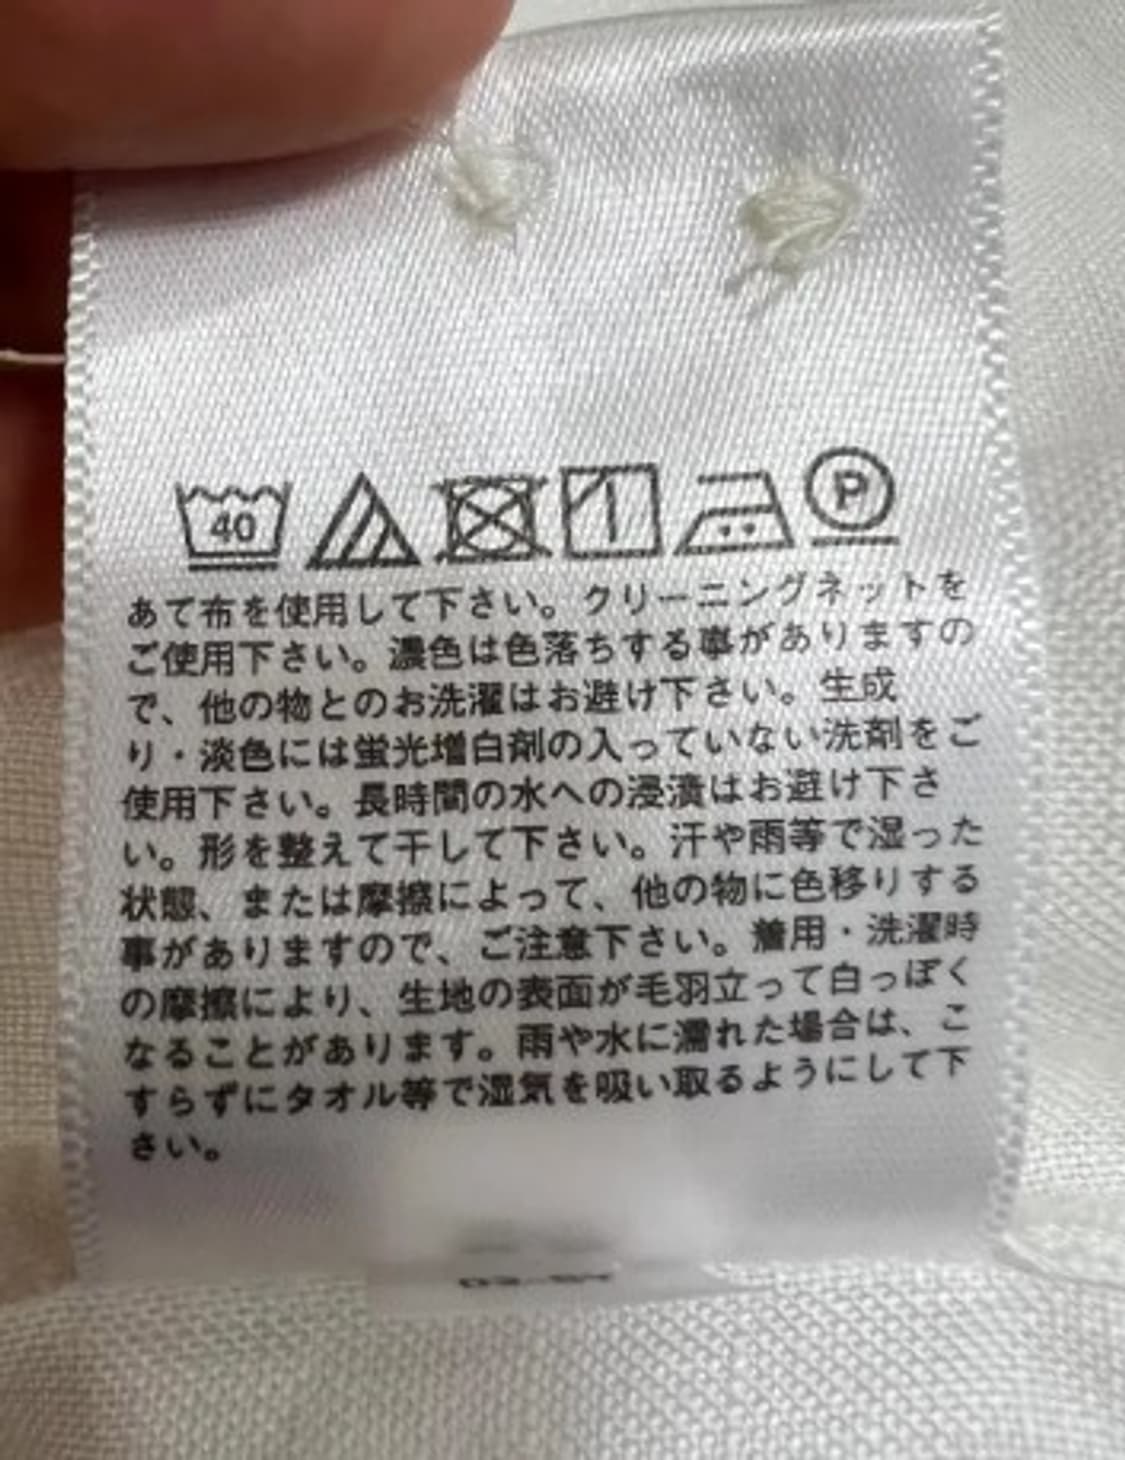 40
P
あて布を使用して下さい。クリーニングネットを
ご使用下さい。濃色は色落ちする事がありますの
で、他の物とのお洗濯はお避け下さい。生成
り・淡色には蛍光増白剤の入っていない洗剤をご
使用下さい。長時間の水への浸漬はお避け下さ
い。形を整えて干して下さい。汗や雨等で湿った
状態、または摩擦によって、他の物に色移りする
事がありますので、ご注意下さい。着用・洗濯時
の摩擦により、生地の表面が毛羽立って白っぽく
なることがあります。雨や水に濡れた場合は、こ
すらずにタオル等で湿気を吸い取るようにして下
さい。